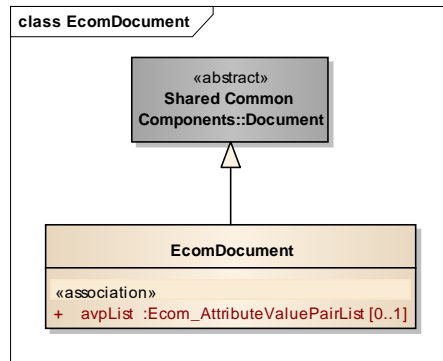 class EcomDocument
«abstract»
Shared Common
Components::Document
EcomDocument
«association»
+ avpList :Ecom_AttributeValuePairList [0..1]